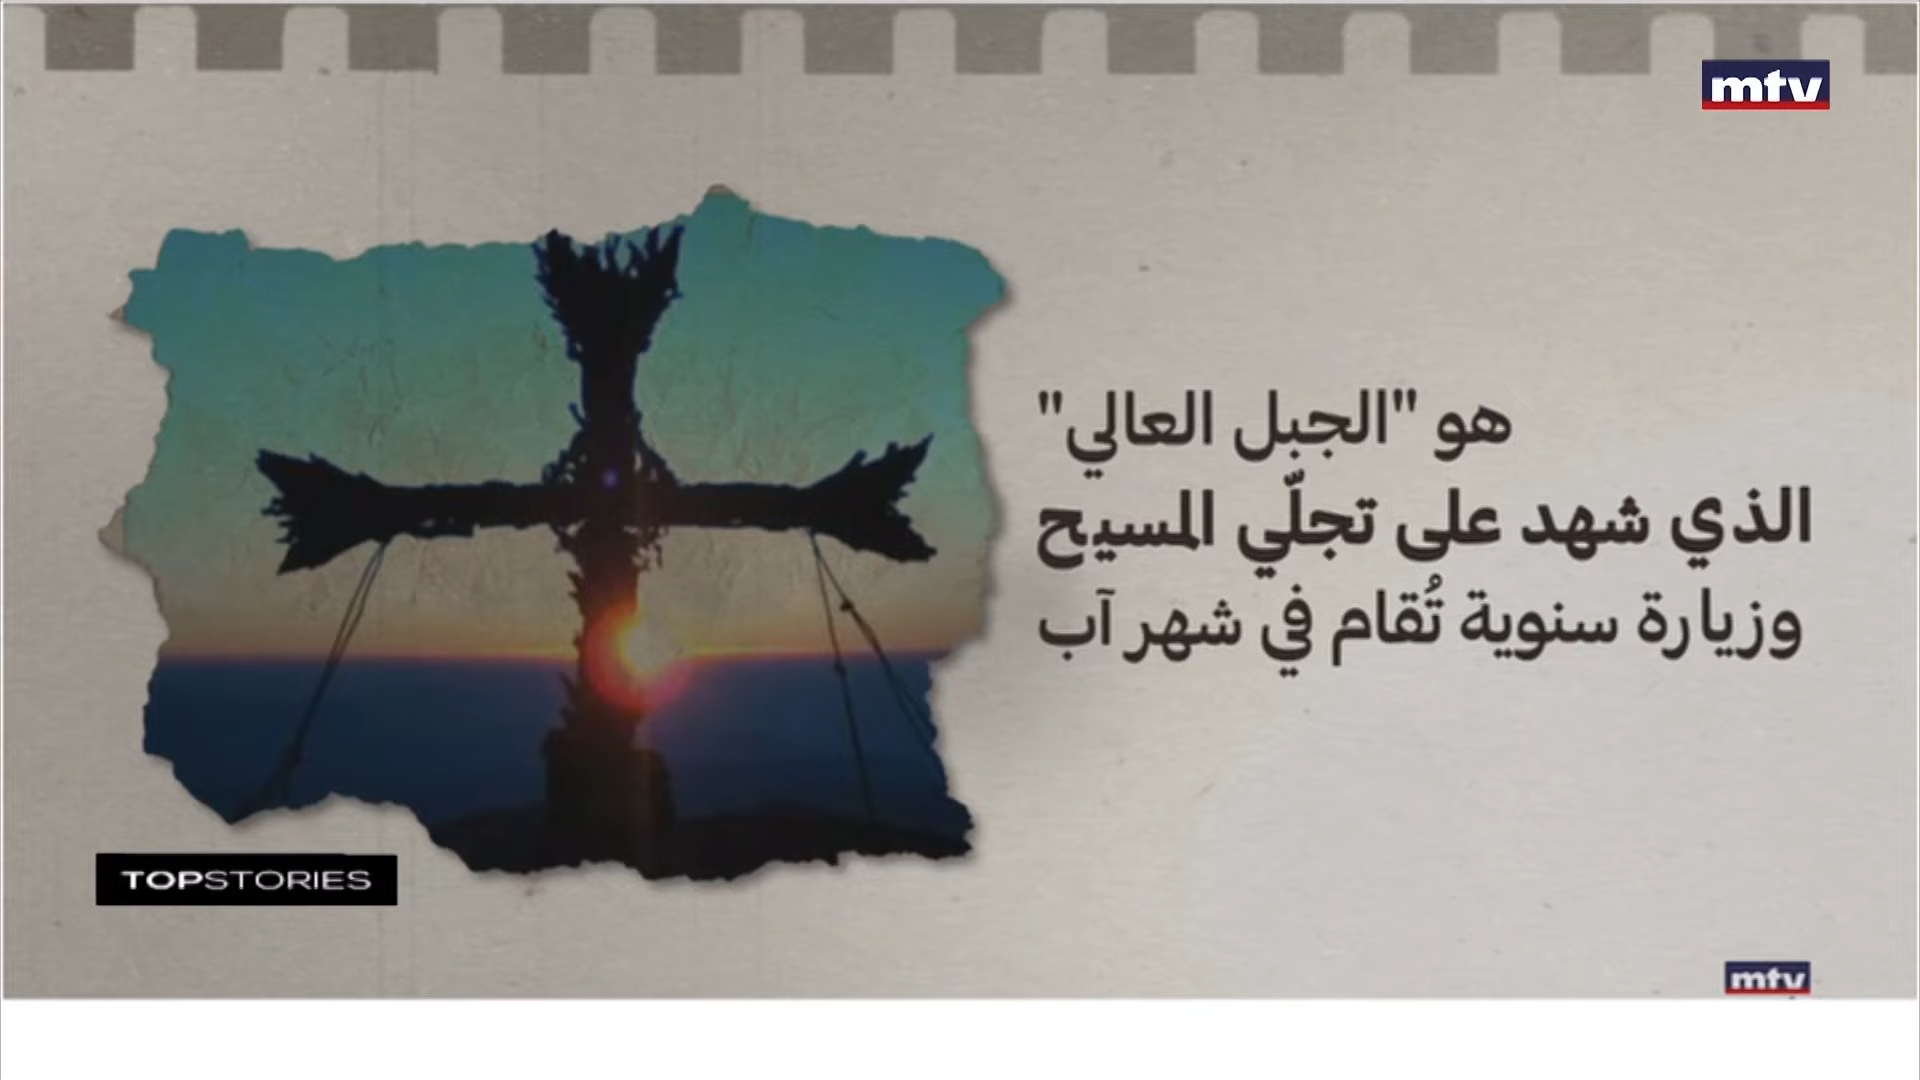 mtv
هو "الجبل العالي"
الذي شهد على تجلّي المسيح
وزيارة سنوية تُقام في شهر آب
TOPSTORIES
mtv